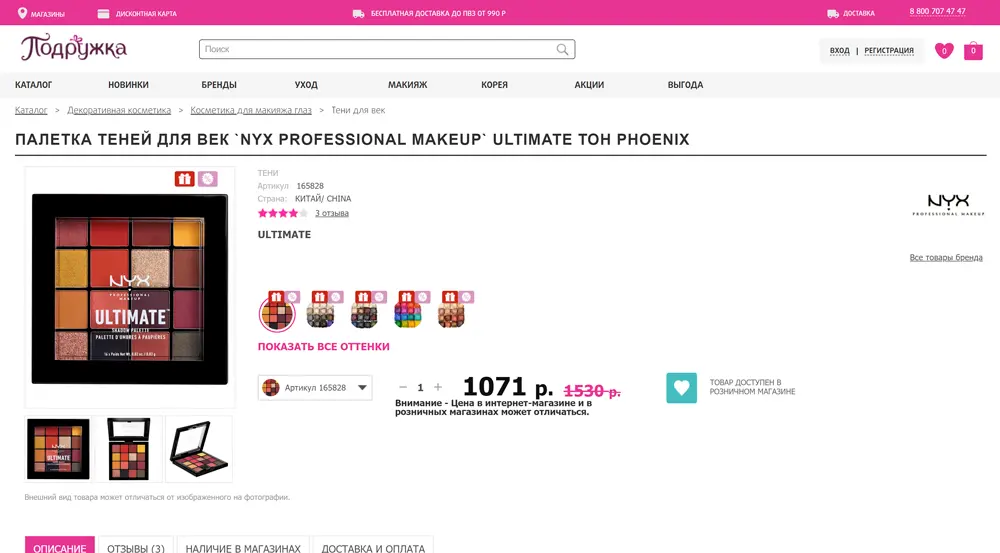 МАГАЗИНЫ
ДИСКОНТНАЯ КАРТА
БЕСПЛАТНАЯ ДОСТАВКА ДО ПВЗ ОТ 990 Р
ДОСТАВКА
8 800 707 47 47
Подружка
Поиск
ВХОД | РЕГИСТРАЦИЯ
0
0
КАТАЛОГ НОВИНКИ БРЕНДЫ УХОД МАКИЯЖ КОРЕЯ АКЦИИ ВЫГОДА
Каталог > Декоративная косметика > Косметика для макияжа глаз > Тени для век
ПАЛЕТКА ТЕНЕЙ ДЛЯ ВЕК `NYX PROFESSIONAL MAKEUP` ULTIMATE ТОН PHOENIX
NYX
PROFESSIONAL MAKEUP
ULTIMATE™
SHADOW PALETTE
PALETTE D'OMBRES À PAUPIÈRES
ТЕНИ
Артикул 165828
Страна: КИТАЙ/ CHINA
3 отзыва
ULTIMATE
NYX
PROFESSIONAL MAKEUP
Все товары бренда
ПОКАЗАТЬ ВСЕ ОТТЕНКИ
Артикул 165828
− 1 +
1071 р. 1530 р.
Внимание - Цена в интернет-магазине и в
розничных магазинах может отличаться.
ТОВАР ДОСТУПЕН В
РОЗНИЧНОМ МАГАЗИНЕ
NYX
ULTIMATE
Внешний вид товара может отличаться от изображенного на фотографии.
ОПИСАНИЕ
ОТЗЫВЫ (3)
НАЛИЧИЕ В МАГАЗИНАХ
ДОСТАВКА И ОПЛАТА